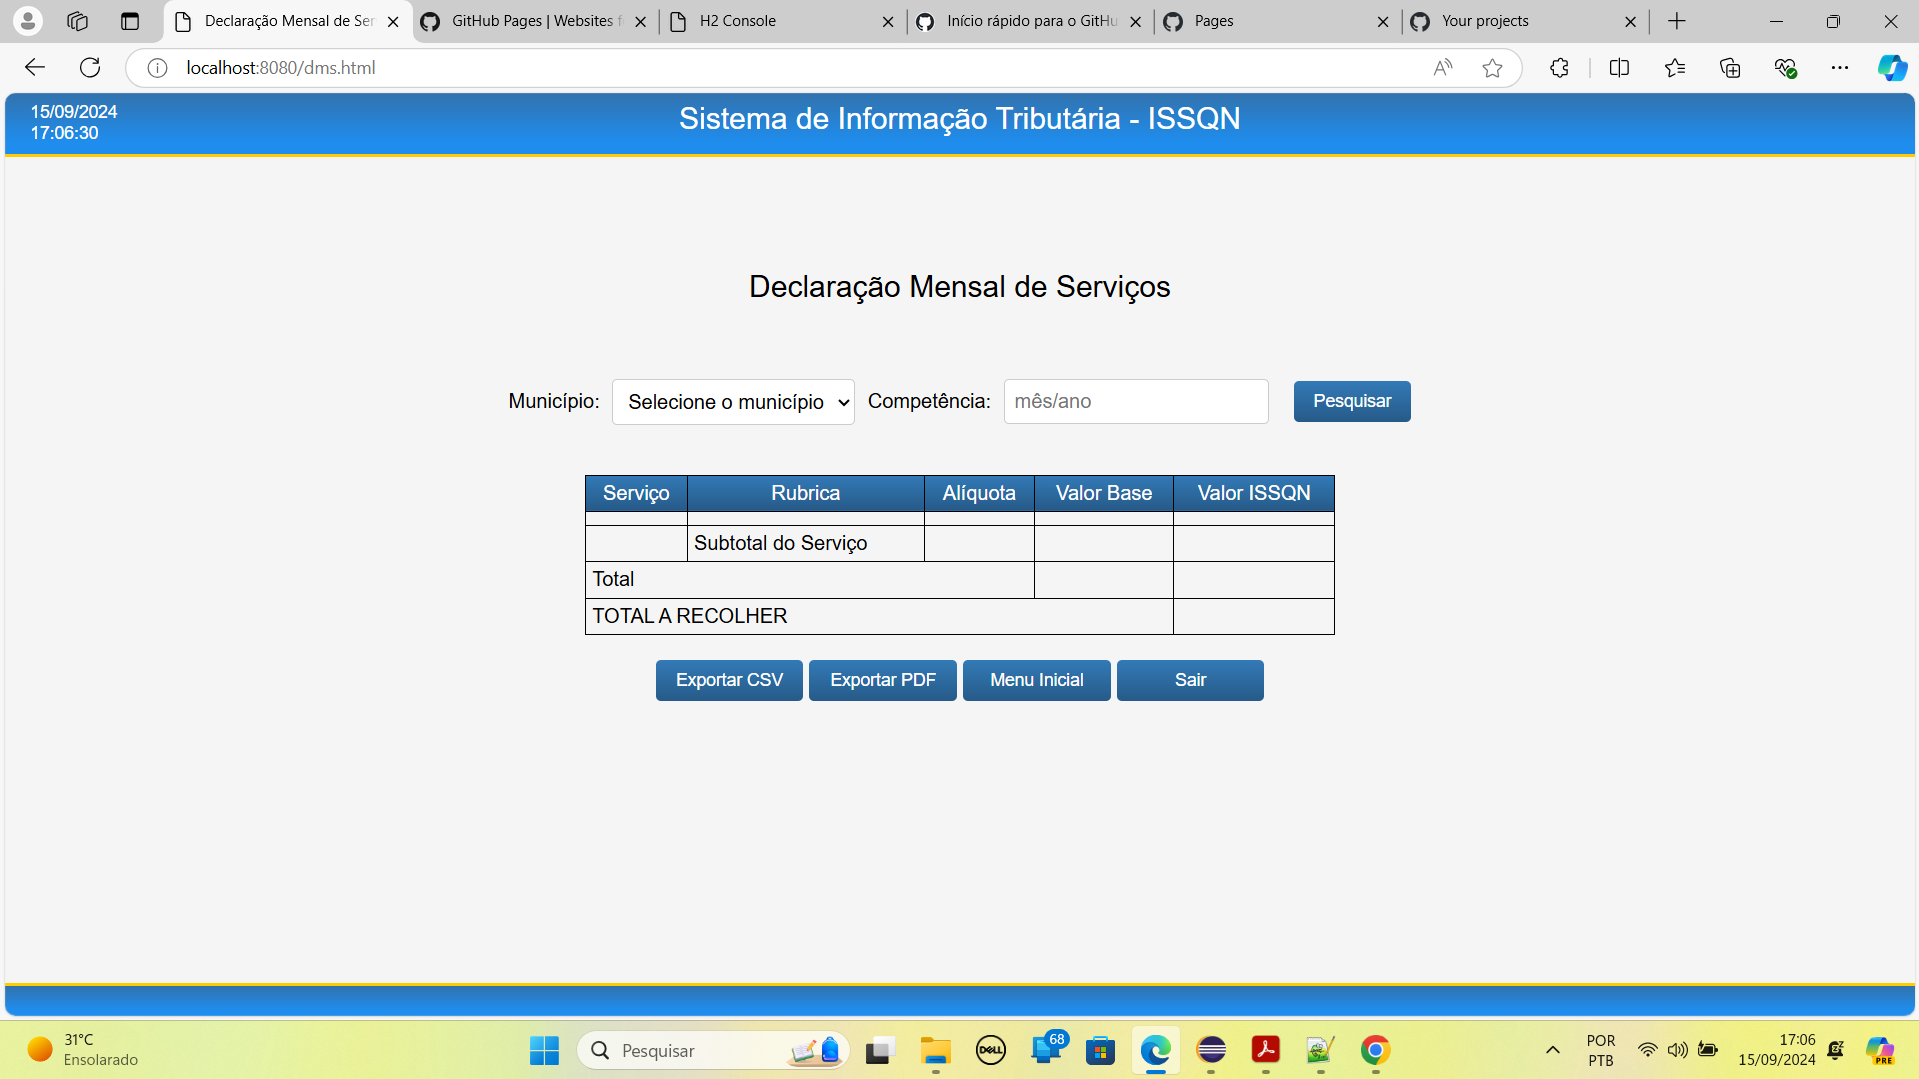 Declaração Mensal de Ser
GitHub Pages | Websites f
H2 Console
Início rápido para o GitHu
Pages
Your projects
localhost:8080/dms.html
15/09/2024
17:06:30
Sistema de Informação Tributária - ISSQN
Declaração Mensal de Serviços
Município: Selecione o município Competência: mês/ano Pesquisar
Serviço Rubrica Alíquota Valor Base Valor ISSQN
Subtotal do Serviço
Total
TOTAL A RECOLHER
Exportar CSV Exportar PDF Menu Inicial Sair
31°C
Ensolarado
Pesquisar
DELL
68
POR
PTB
17:06
15/09/2024
PRE